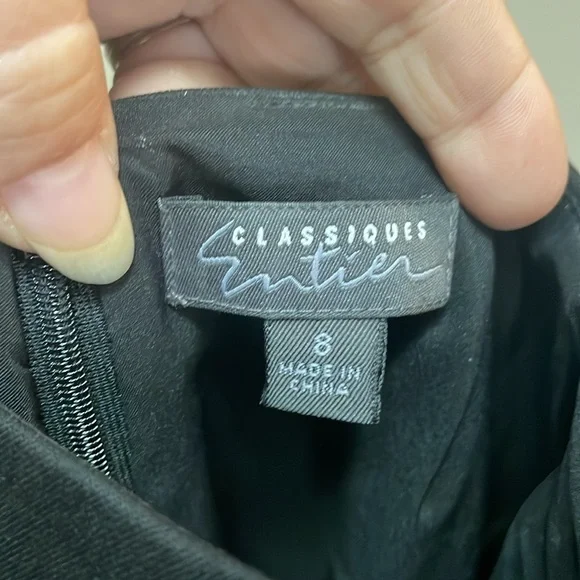 CLASSIQUES
Entier
8
MADE IN
CHINA